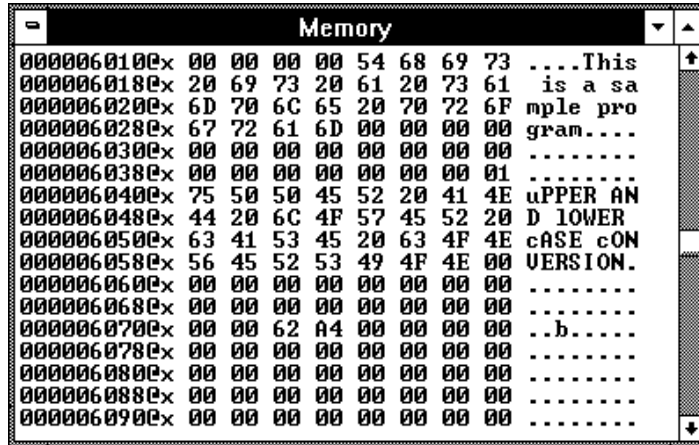 Memory
000006010@x 00 00 00 00 54 68 69 73 ....This
000006018@x 20 69 73 20 61 20 73 61  is a sa
000006020@x 6D 70 6C 65 20 70 72 6F mple pro
000006028@x 67 72 61 6D 00 00 00 00 gram....
000006030@x 00 00 00 00 00 00 00 00 ........
000006038@x 00 00 00 00 00 00 00 01 ........
000006040@x 75 50 50 45 52 20 41 4E uPPER AN
000006048@x 44 20 6C 4F 57 45 52 20 D lOWER
000006050@x 63 41 53 45 20 63 4F 4E cASE cON
000006058@x 56 45 52 53 49 4F 4E 00 VERSION.
000006060@x 00 00 00 00 00 00 00 00 ........
000006068@x 00 00 00 00 00 00 00 00 ........
000006070@x 00 00 62 A4 00 00 00 00 ..b.....
000006078@x 00 00 00 00 00 00 00 00 ........
000006080@x 00 00 00 00 00 00 00 00 ........
000006088@x 00 00 00 00 00 00 00 00 ........
000006090@x 00 00 00 00 00 00 00 00 ........